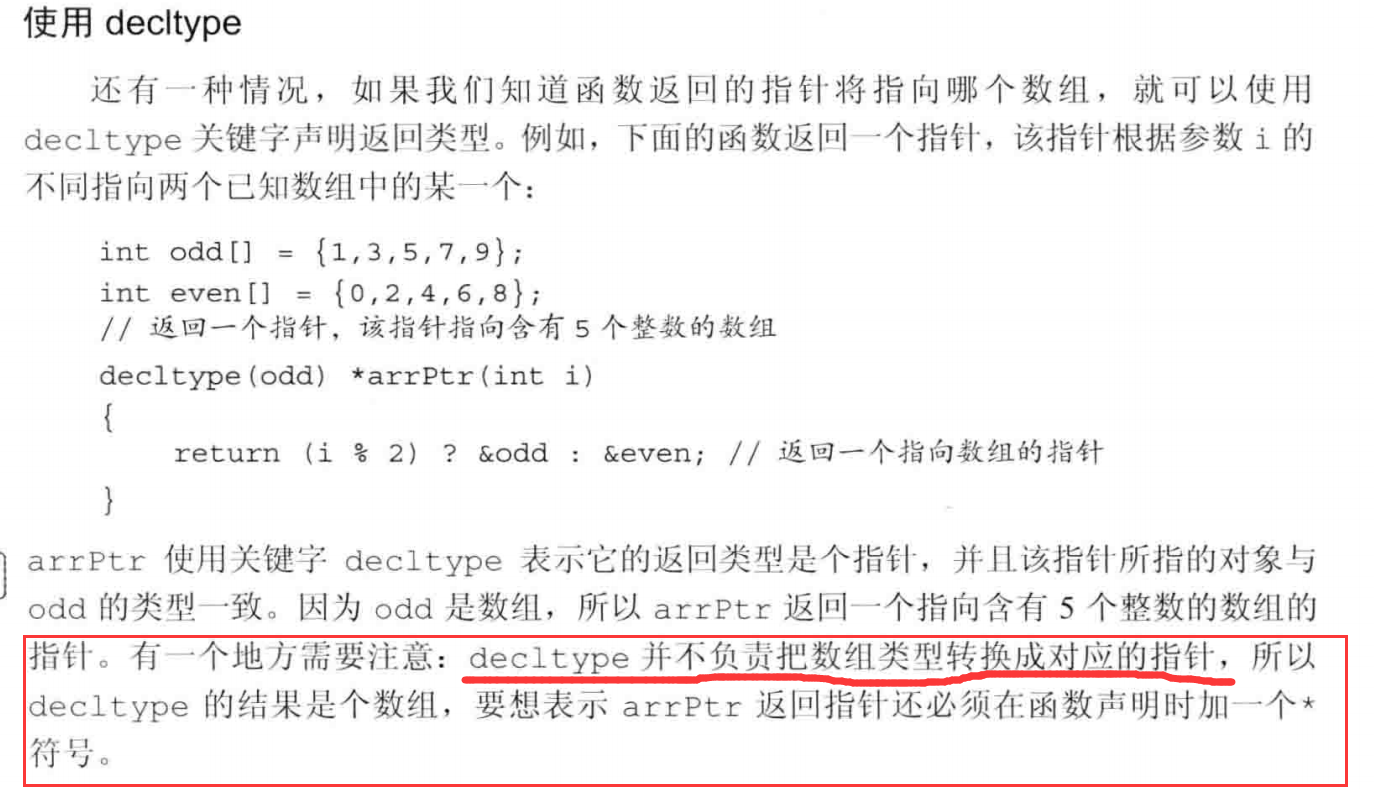 使用 decltype
还有一种情况，如果我们知道函数返回的指针将指向哪个数组，就可以使用
decltype 关键字声明返回类型。例如，下面的函数返回一个指针，该指针根据参数 i 的
不同指向两个已知数组中的某一个：
int odd[] = {1,3,5,7,9};
int even[] = {0,2,4,6,8};
// 返回一个指针，该指针指向含有 5 个整数的数组
decltype(odd) *arrPtr(int i)
{
return (i % 2) ? &odd : &even; // 返回一个指向数组的指针
}
arrPtr 使用关键字 decltype 表示它的返回类型是个指针，并且该指针所指的对象与
odd 的类型一致。因为 odd 是数组，所以 arrPtr 返回一个指向含有 5 个整数的数组的
指针。有一个地方需要注意：decltype 并不负责把数组类型转换成对应的指针，所以
decltype 的结果是个数组，要想表示 arrPtr 返回指针还必须在函数声明时加一个*
符号。